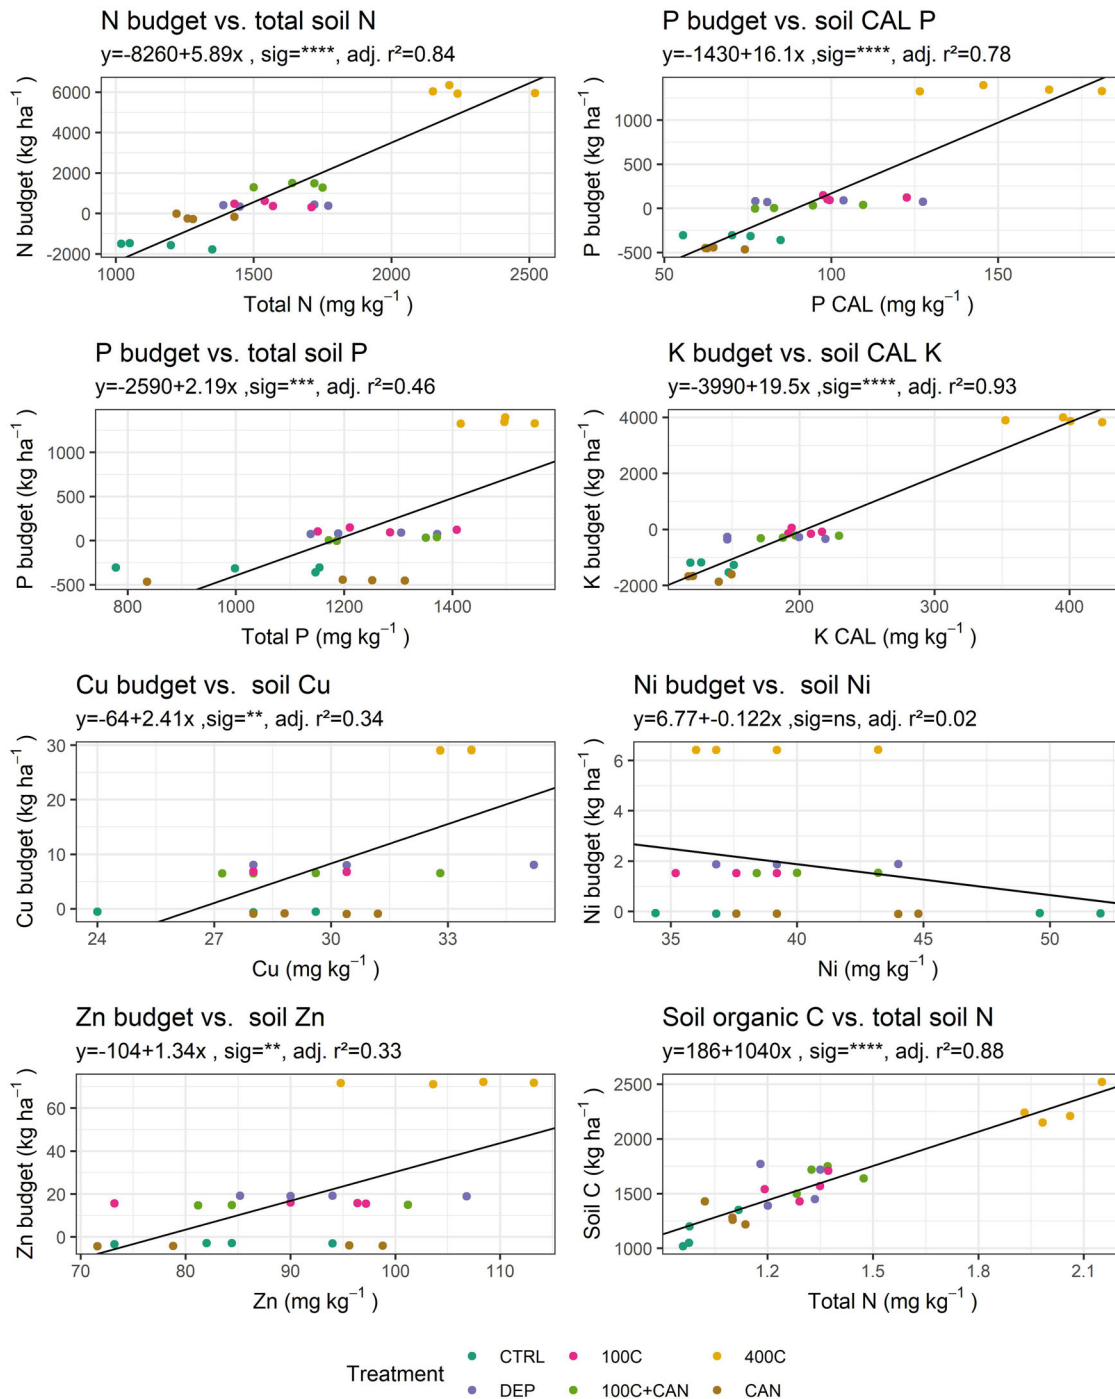 N budget vs. total soil N
y=-8260+5.89x , sig=****, adj. r²=0.84
N budget (kg ha⁻¹ )
6000
4000
2000
0
-2000
1000 1500 2000 2500
Total N (mg kg⁻¹ )
P budget vs. soil CAL P
y=-1430+16.1x ,sig=****, adj. r²=0.78
P budget (kg ha⁻¹ )
1000
500
0
-500
50 100 150
P CAL (mg kg⁻¹ )
P budget vs. total soil P
y=-2590+2.19x ,sig=***, adj. r²=0.46
P budget (kg ha⁻¹ )
1000
500
0
-500
800 1000 1200 1400
Total P (mg kg⁻¹ )
K budget vs. soil CAL K
y=-3990+19.5x ,sig=****, adj. r²=0.93
K budget (kg ha⁻¹ )
4000
2000
0
-2000
200 300 400
K CAL (mg kg⁻¹ )
Cu budget vs.  soil Cu
y=-64+2.41x ,sig=**, adj. r²=0.34
Cu budget (kg ha⁻¹ )
30
20
10
0
24 27 30 33
Cu (mg kg⁻¹ )
Ni budget vs.  soil Ni
y=6.77+-0.122x ,sig=ns, adj. r²=0.02
Ni budget (kg ha⁻¹ )
6
4
2
0
35 40 45 50
Ni (mg kg⁻¹ )
Zn budget vs.  soil Zn
y=-104+1.34x , sig=**, adj. r²=0.33
Zn budget (kg ha⁻¹ )
60
40
20
0
70 80 90 100 110
Zn (mg kg⁻¹ )
Soil organic C vs. total soil N
y=186+1040x , sig=****, adj. r²=0.88
Soil C (kg ha⁻¹ )
2500
2000
1500
1000
1.2 1.5 1.8 2.1
Total N (mg kg⁻¹ )
Treatment
CTRL 100C 400C
DEP 100C+CAN CAN